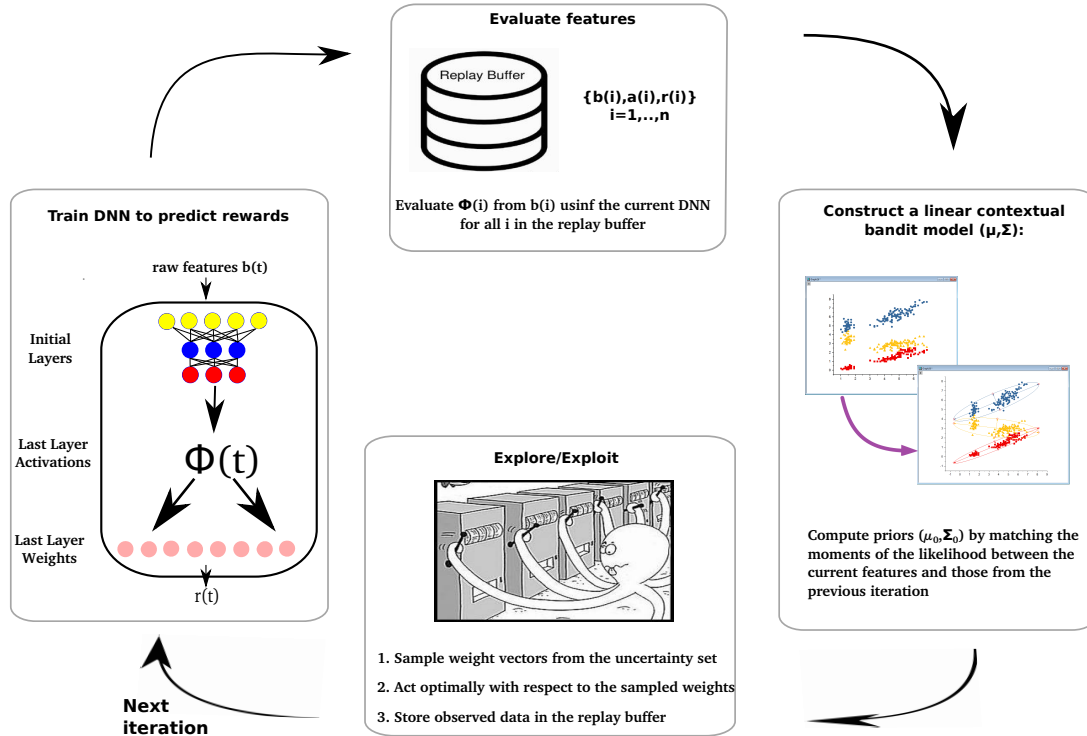 Evaluate features
Replay Buffer
{b(i),a(i),r(i)}
i=1,..,n
Evaluate Φ(i) from b(i) usinf the current DNN
for all i in the replay buffer
Train DNN to predict rewards
raw features b(t)
Initial
Layers
Last Layer
Activations
Φ(t)
Last Layer
Weights
r(t)
Construct a linear contextual
bandit model (μ,Σ):
Compute priors (μ₀,Σ₀) by matching the
moments of the likelihood between the
current features and those from the
previous iteration
Explore/Exploit
1. Sample weight vectors from the uncertainty set
2. Act optimally with respect to the sampled weights
3. Store observed data in the replay buffer
Next
iteration